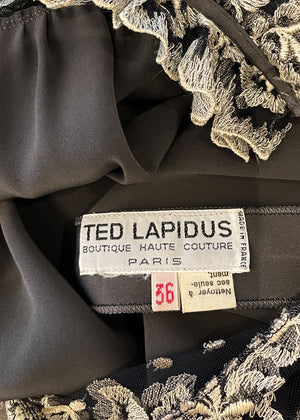 TED LAPIDUS
BOUTIQUE HAUTE COUTURE
PARIS
MADE IN FRANCE
36
Nettoyer à
sec seule-
ment.